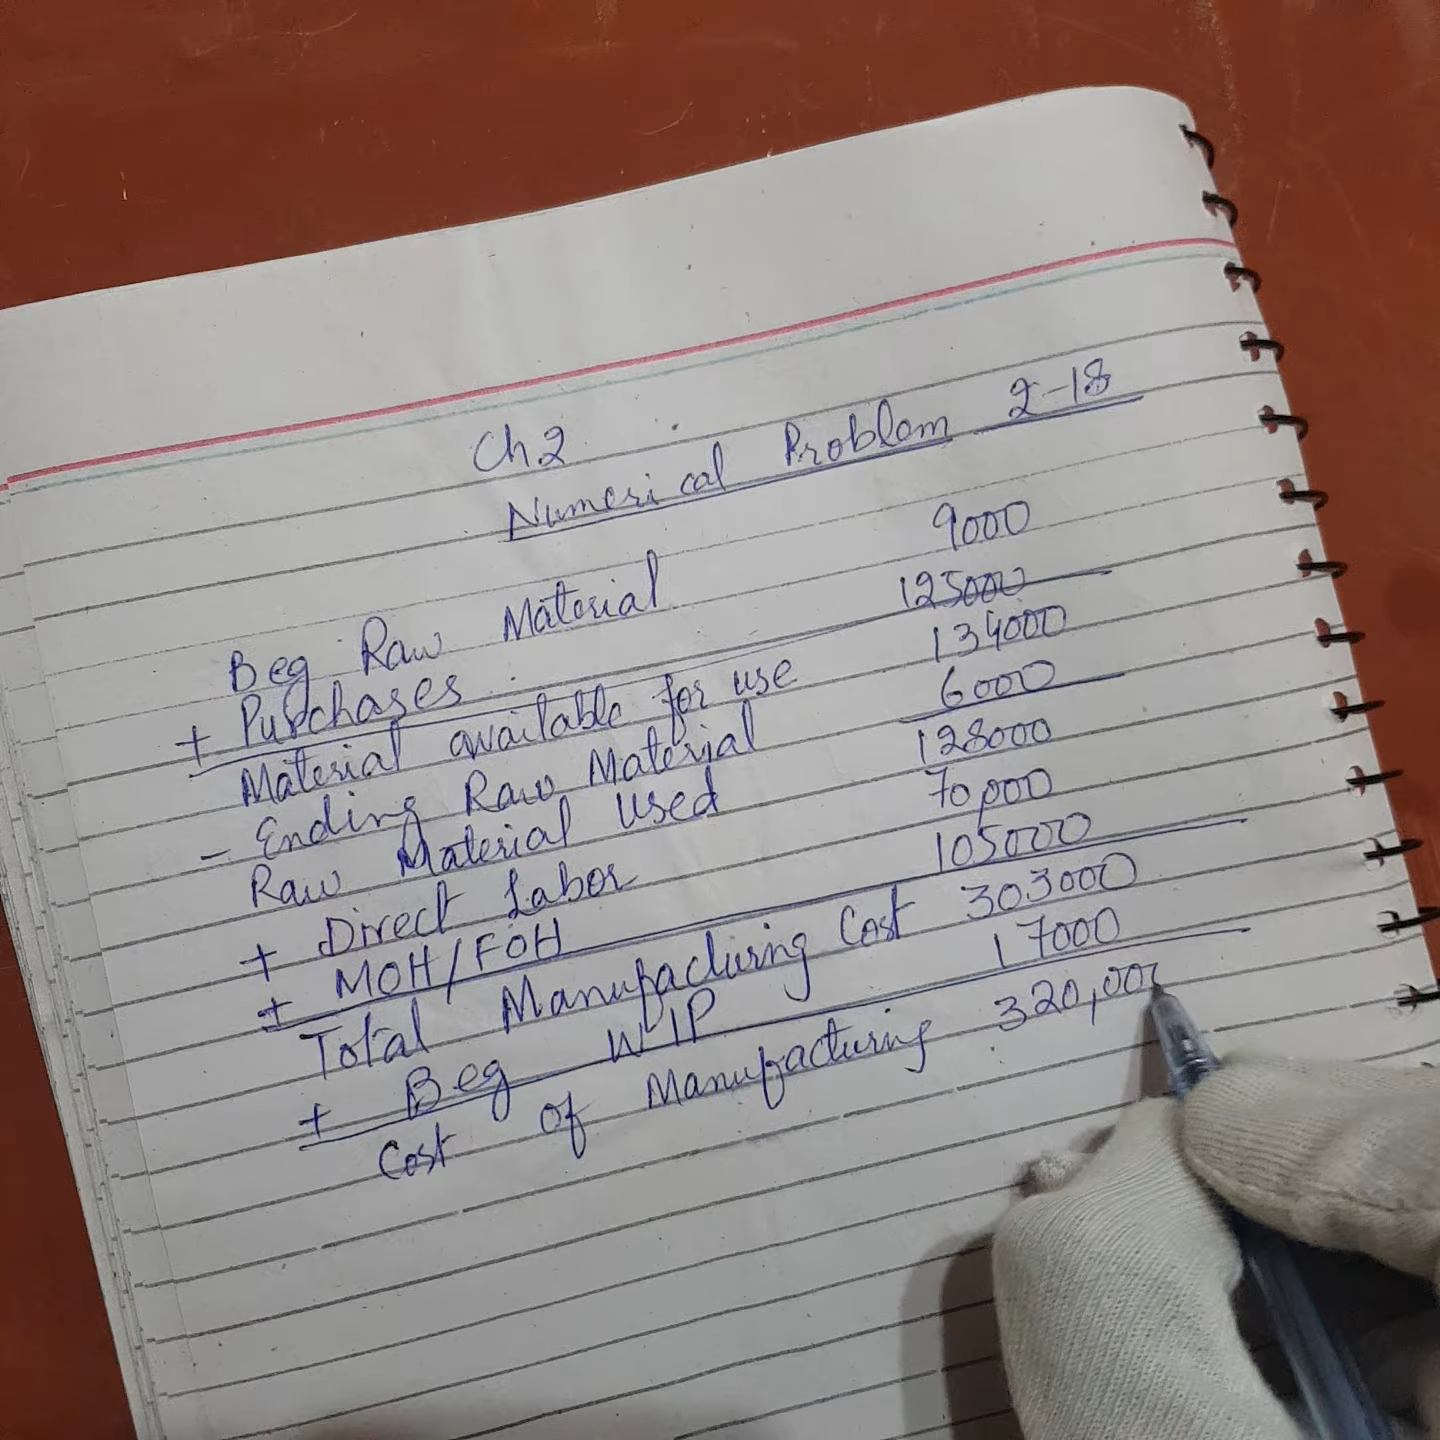 Ch 2
Numerical Problem 2-18
Beg Raw Material 9000
+ Purchases 125000
Material available for use 134000
- Ending Raw Material 6000
Raw Material Used 128000
+ Direct Labor 70,000
+ MOH/FOH 105000
Total Manufacturing Cost 303000
+ Beg WIP 17000
Cost of Manufacturing 320,000